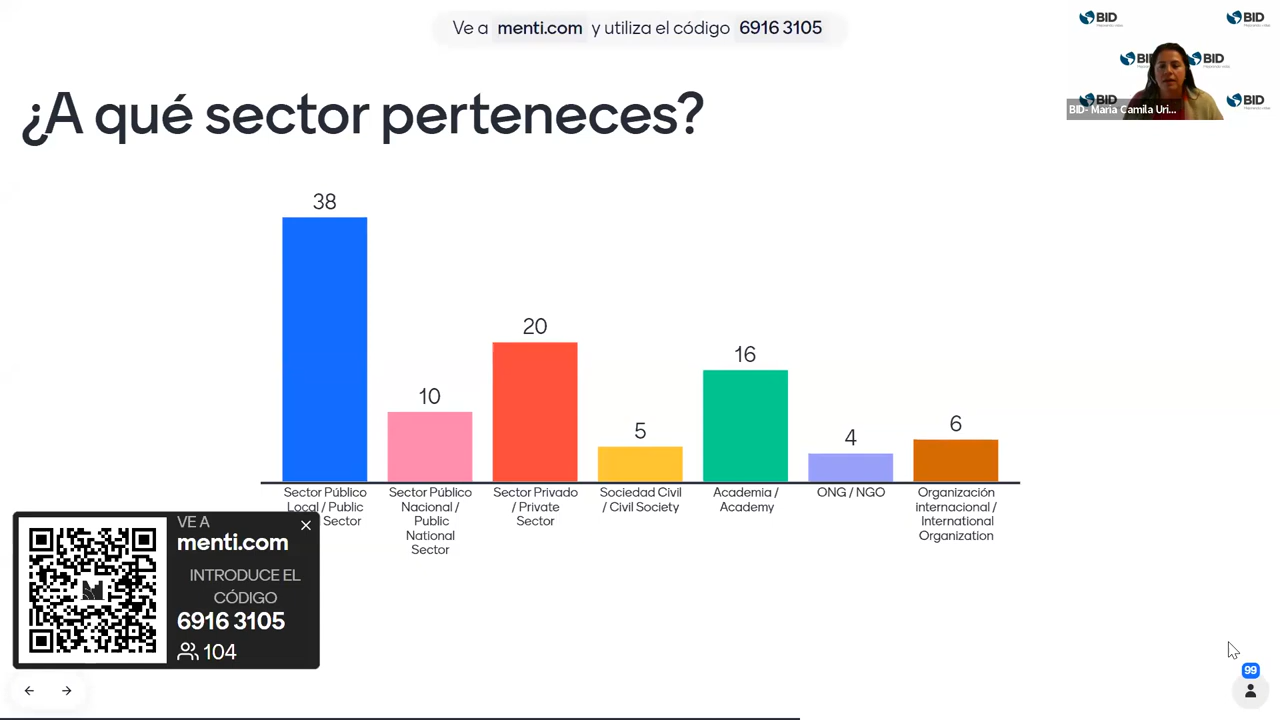 Ve a menti.com y utiliza el código 6916 3105
BID
BID
BID
BID
BID
BID- Maria Camila Uri...
¿A qué sector perteneces?
38
10
20
5
16
4
6
Sector Público
Local / Public
Sector
Sector Público
Nacional /
Public
National
Sector
Sector Privado
/ Private
Sector
Sociedad Civil
/ Civil Society
Academia /
Academy
ONG / NGO
Organización
internacional /
International
Organization
VE A
menti.com
INTRODUCE EL
CÓDIGO
6916 3105
104
99